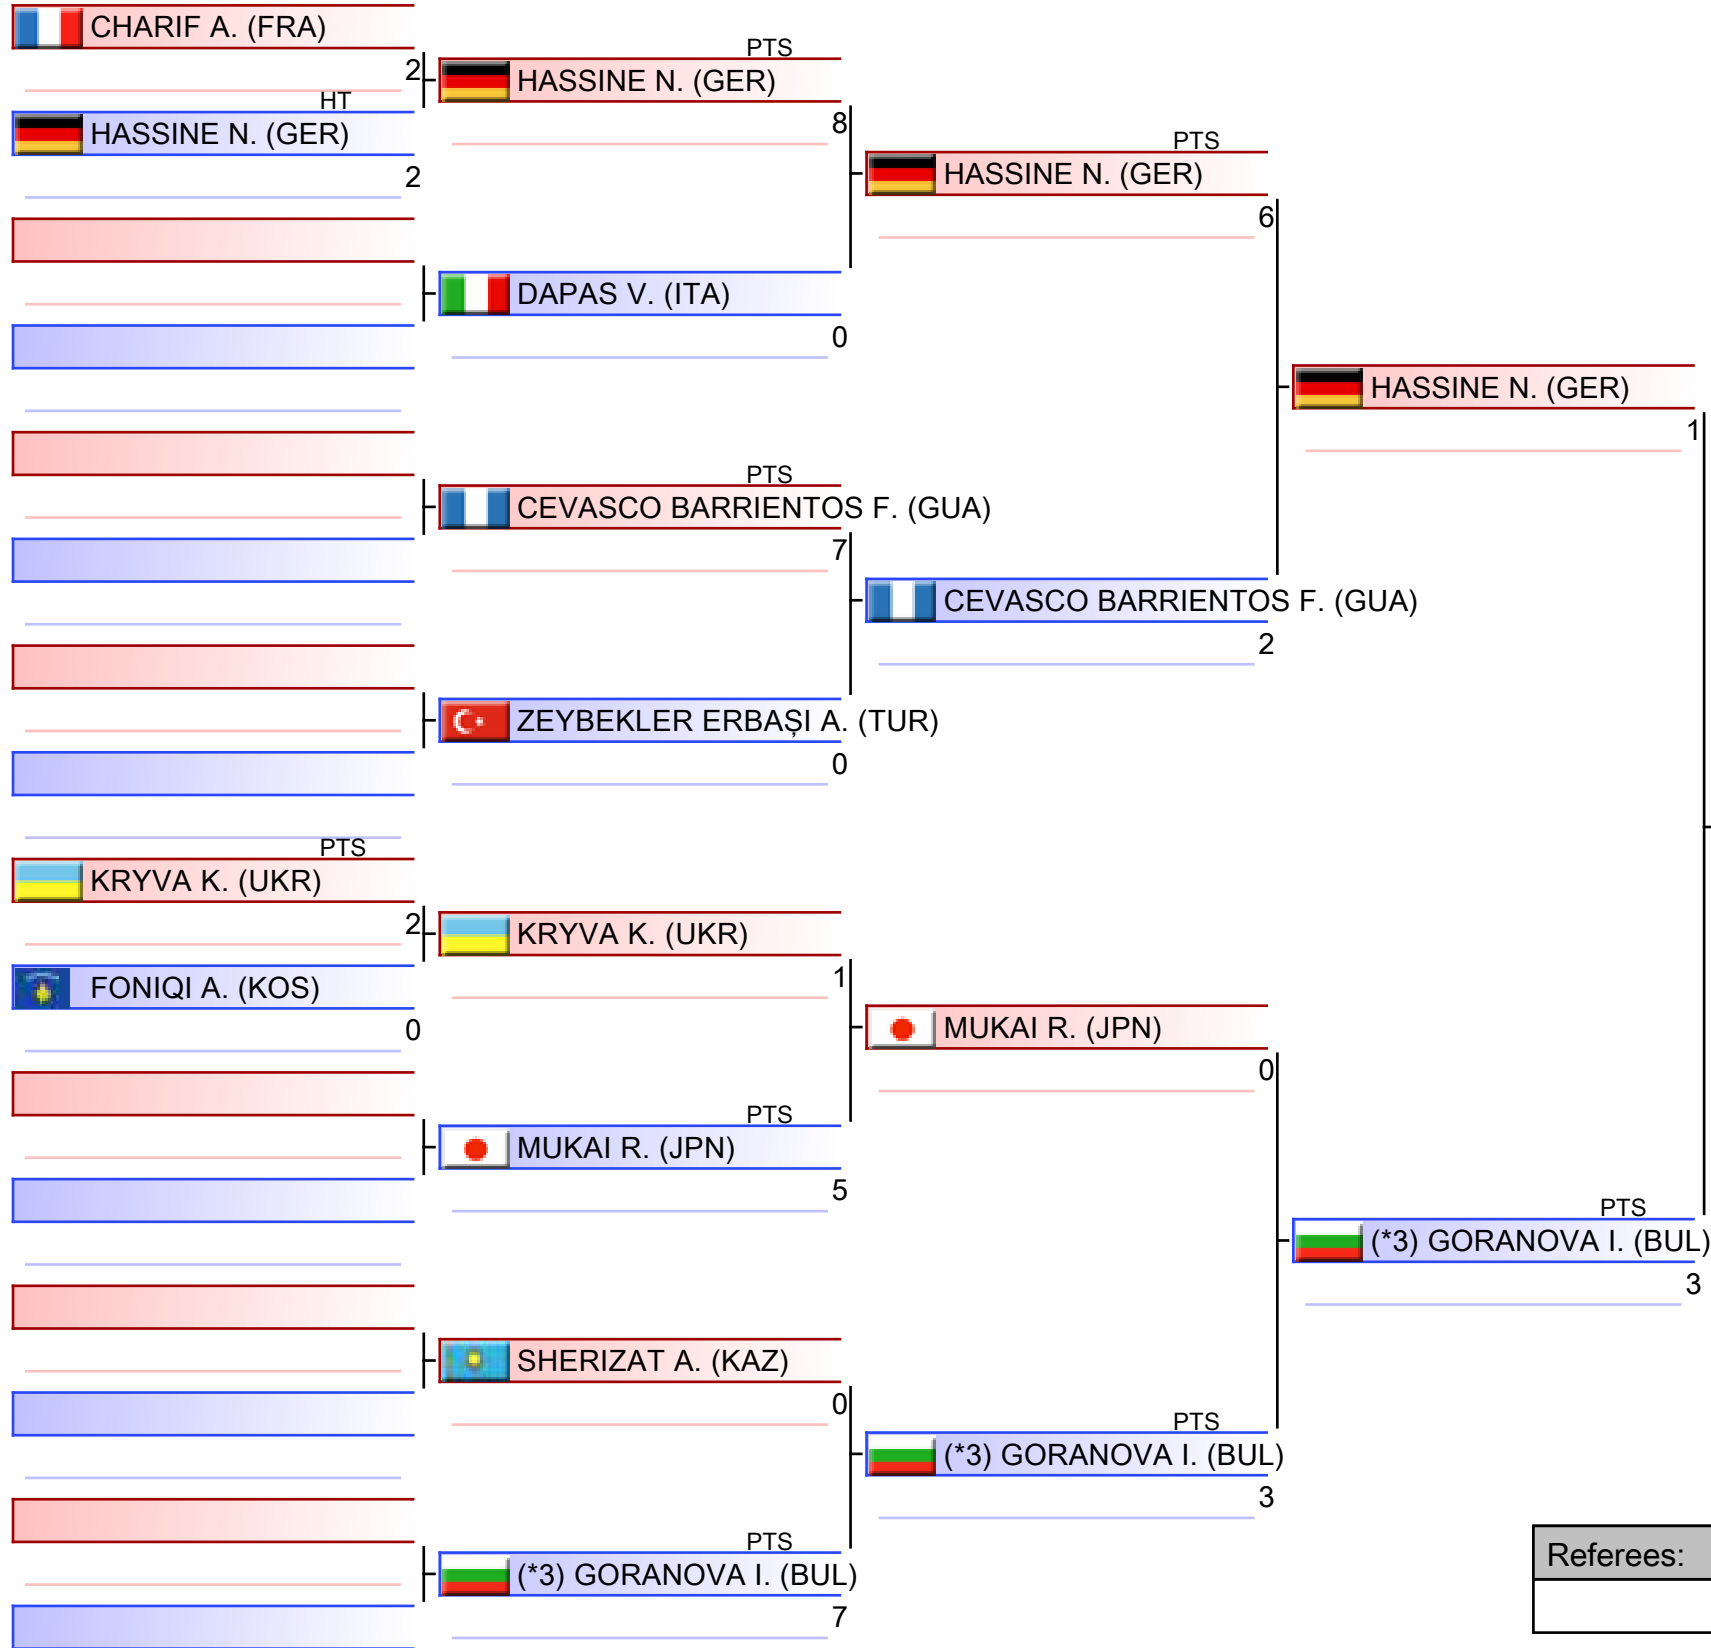 CHARIF A. (FRA)
2
HT
HASSINE N. (GER)
2
PTS
HASSINE N. (GER)
8
DAPAS V. (ITA)
0
PTS
HASSINE N. (GER)
6
PTS
CEVASCO BARRIENTOS F. (GUA)
7
ZEYBEKLER ERBAŞI A. (TUR)
0
CEVASCO BARRIENTOS F. (GUA)
2
HASSINE N. (GER)
1
PTS
KRYVA K. (UKR)
2
FONIQI A. (KOS)
0
KRYVA K. (UKR)
1
PTS
MUKAI R. (JPN)
5
MUKAI R. (JPN)
0
SHERIZAT A. (KAZ)
0
PTS
(*3) GORANOVA I. (BUL)
7
PTS
(*3) GORANOVA I. (BUL)
3
PTS
(*3) GORANOVA I. (BUL)
3
Referees: